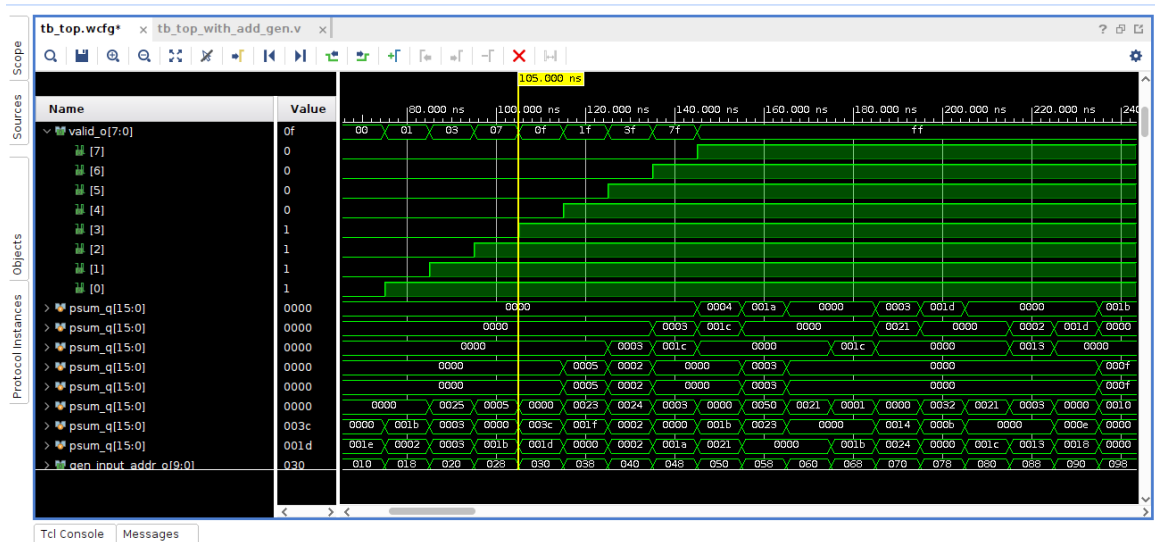 tb_top.wcfg* × tb_top_with_add_gen.v ×
Scope
Sources
Objects
Protocol Instances
105.000 ns
Name Value
80.000 ns 100.000 ns 120.000 ns 140.000 ns 160.000 ns 180.000 ns 200.000 ns 220.000 ns 240
valid_o[7:0] 0f 00 01 03 07 0f 1f 3f 7f ff
[7] 0
[6] 0
[5] 0
[4] 0
[3] 1
[2] 1
[1] 1
[0] 1
psum_q[15:0] 0000 0000 0004 001a 0000 0003 001d 0000 001b
psum_q[15:0] 0000 0000 0003 001c 0000 0021 0000 0002 001d 0000
psum_q[15:0] 0000 0000 0003 001c 0000 001c 0000 0013 0000
psum_q[15:0] 0000 0000 0005 0002 0000 0003 0000 000f
psum_q[15:0] 0000 0000 0005 0002 0000 0003 0000 000f
psum_q[15:0] 0000 0000 0025 0005 0000 0023 0024 0003 0000 0050 0021 0001 0000 0032 0021 0003 0000 0010
psum_q[15:0] 003c 0000 001b 0003 0000 003c 001f 0002 0000 001b 0023 0000 0014 000b 0000 000e 0000
psum_q[15:0] 001d 001e 0002 0003 001b 001d 0000 0002 001a 0021 0000 001b 0024 0000 001c 0013 0018 0000
gen_input_addr_o[9:0] 030 010 018 020 028 030 038 040 048 050 058 060 068 070 078 080 088 090 098
Tcl Console Messages